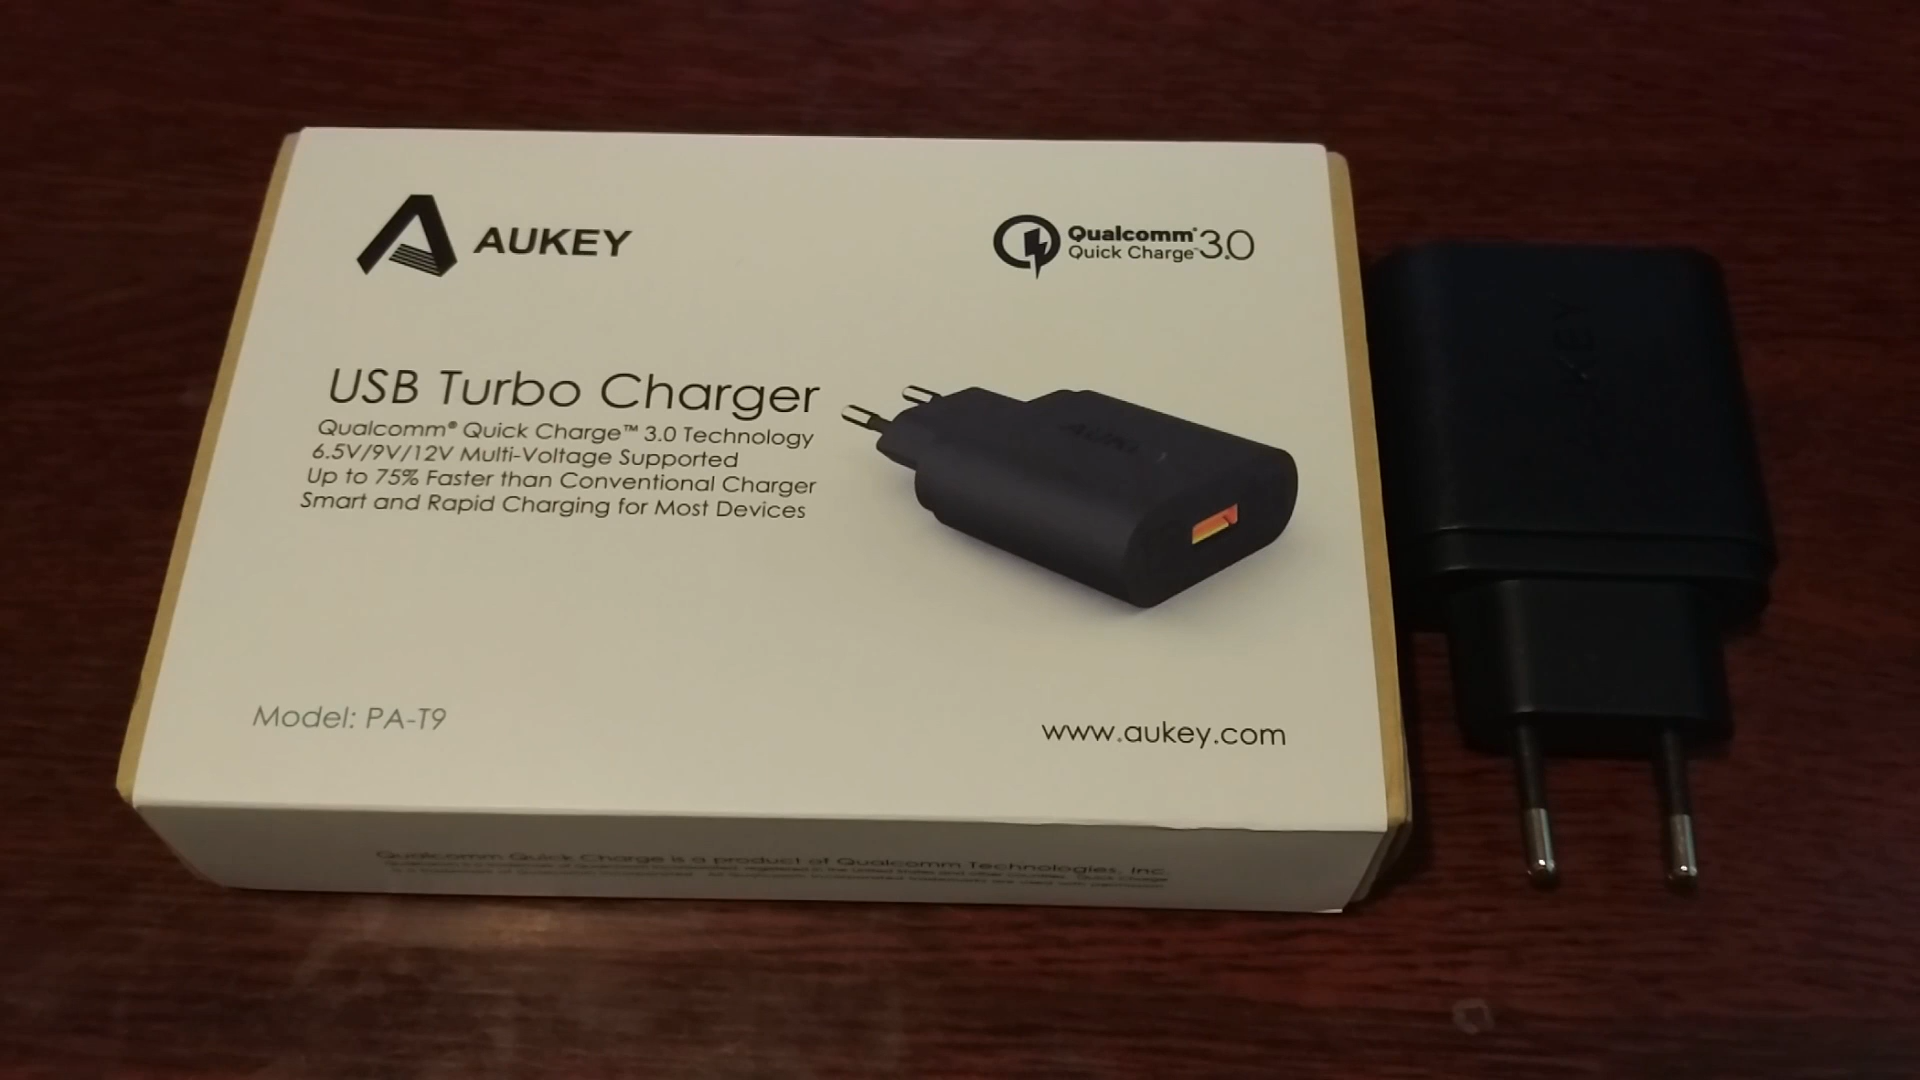 AUKEY
Qualcomm® Quick Charge™ 3.0
USB Turbo Charger
Qualcomm® Quick Charge™ 3.0 Technology
6.5V/9V/12V Multi-Voltage Supported
Up to 75% Faster than Conventional Charger
Smart and Rapid Charging for Most Devices
AUKEY
Model: PA-T9
www.aukey.com
Qualcomm Quick Charge is a product of Qualcomm Technologies, Inc.